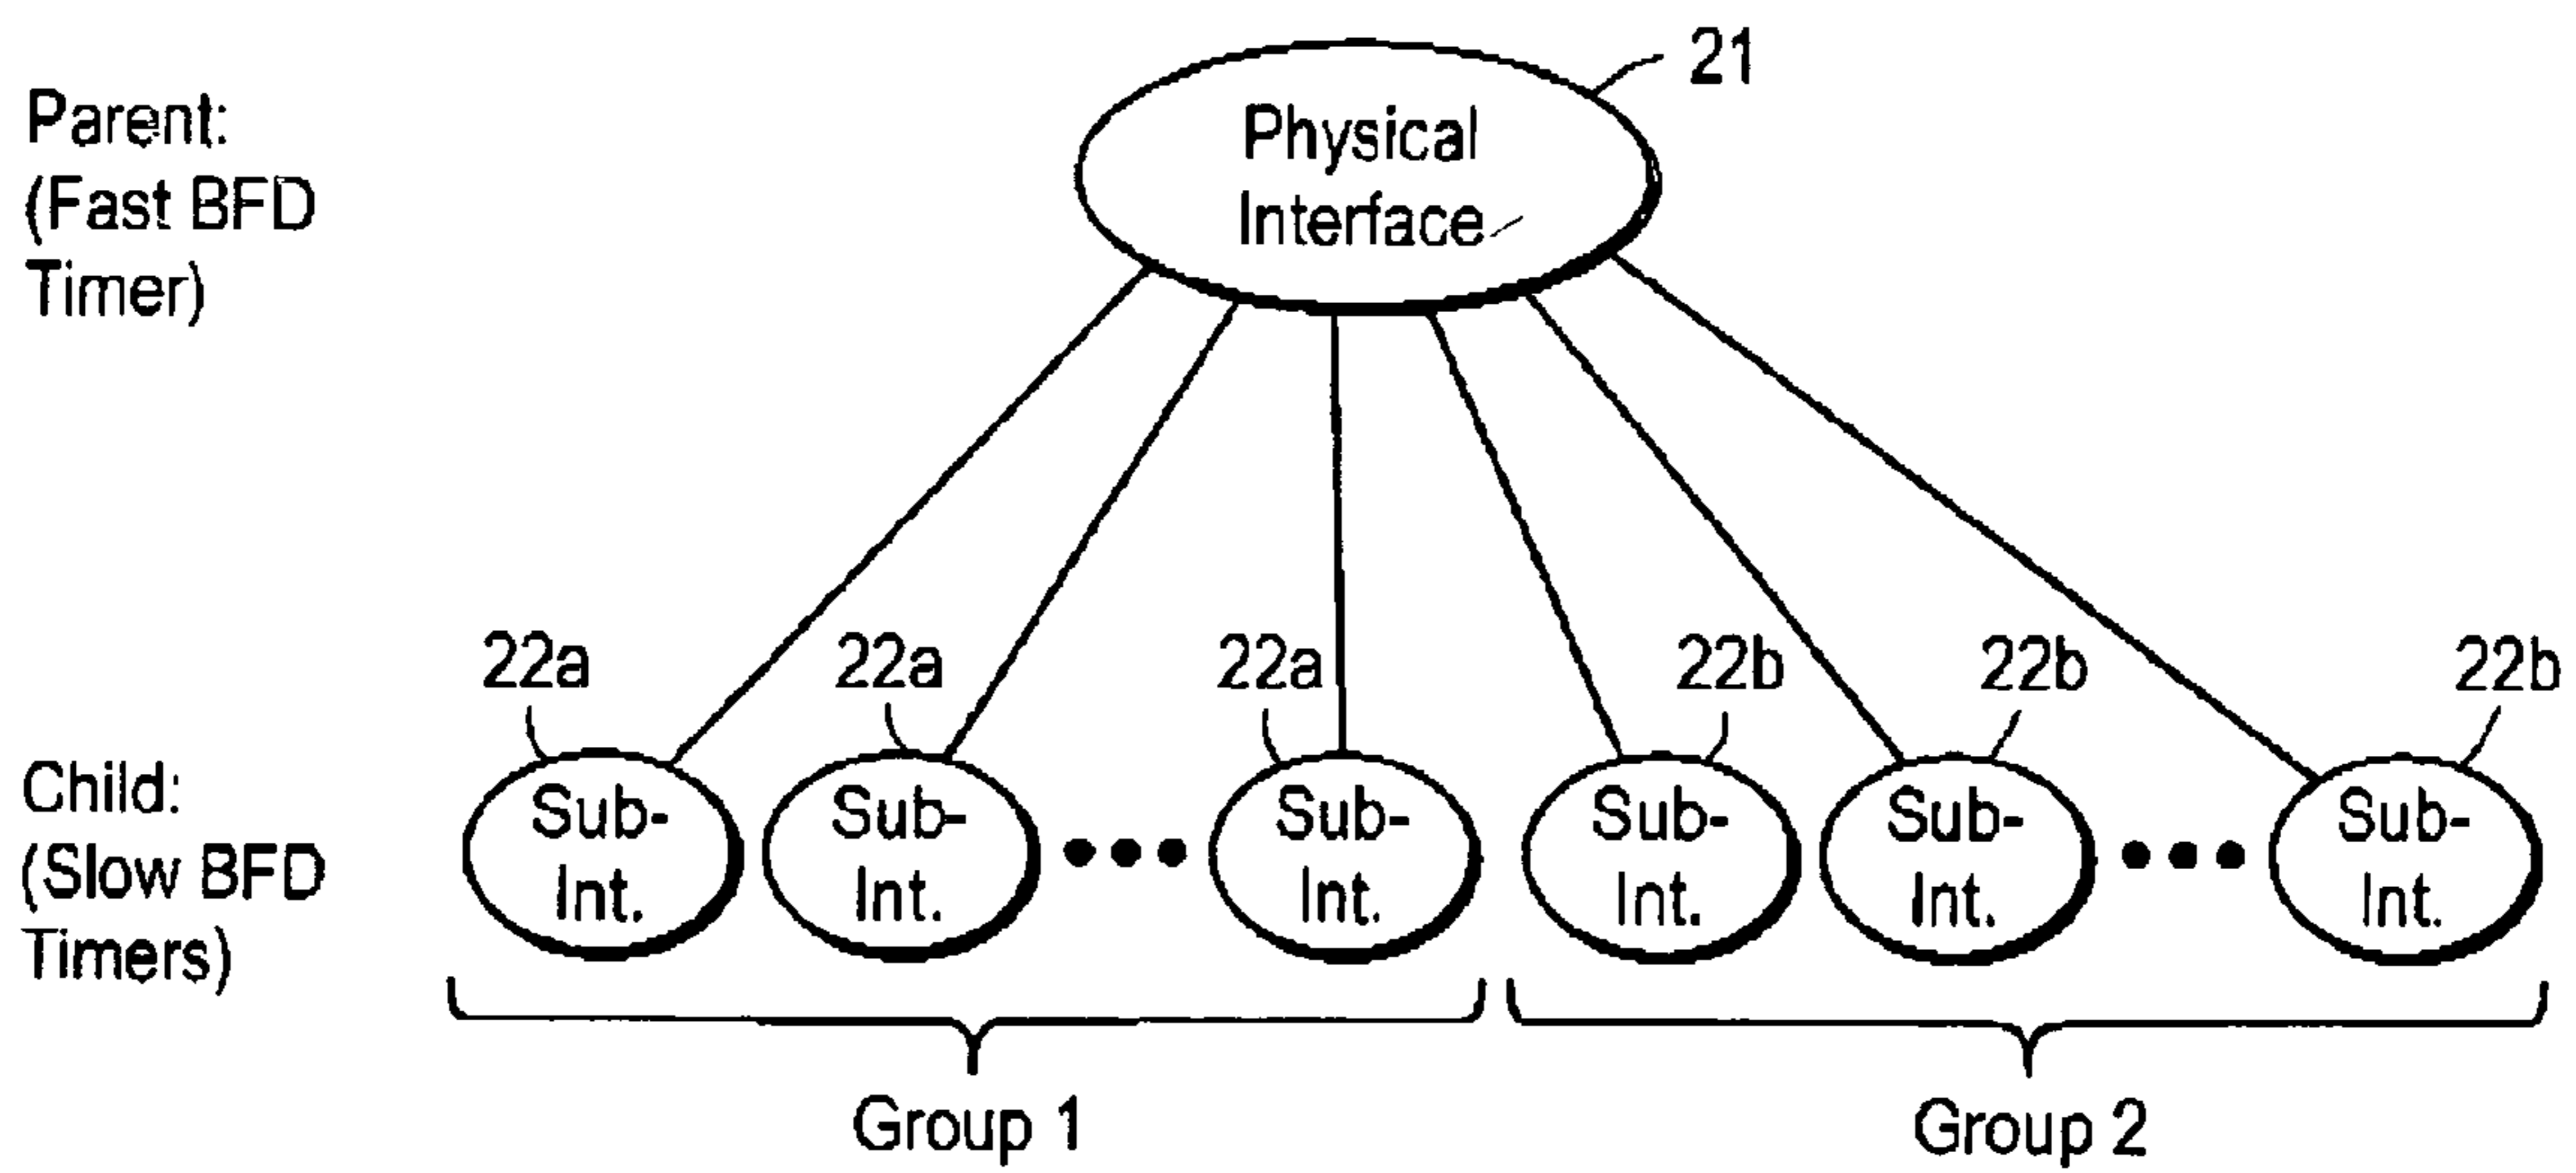 21
Parent:
(Fast BFD
Timer)
Physical
Interface
22a 22a 22a 22b 22b 22b
Child:
(Slow BFD
Timers)
Sub-
Int.
Sub-
Int.
Sub-
Int.
Sub-
Int.
Sub-
Int.
Sub-
Int.
Group 1
Group 2